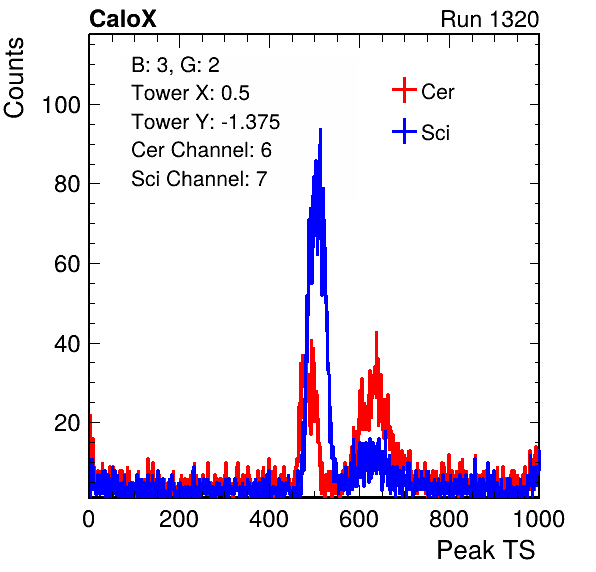 CaloX Run 1320
Counts
B: 3, G: 2
Tower X: 0.5
Tower Y: -1.375
Cer Channel: 6
Sci Channel: 7
Cer
Sci
100
80
60
40
20
0 200 400 600 800 1000
Peak TS